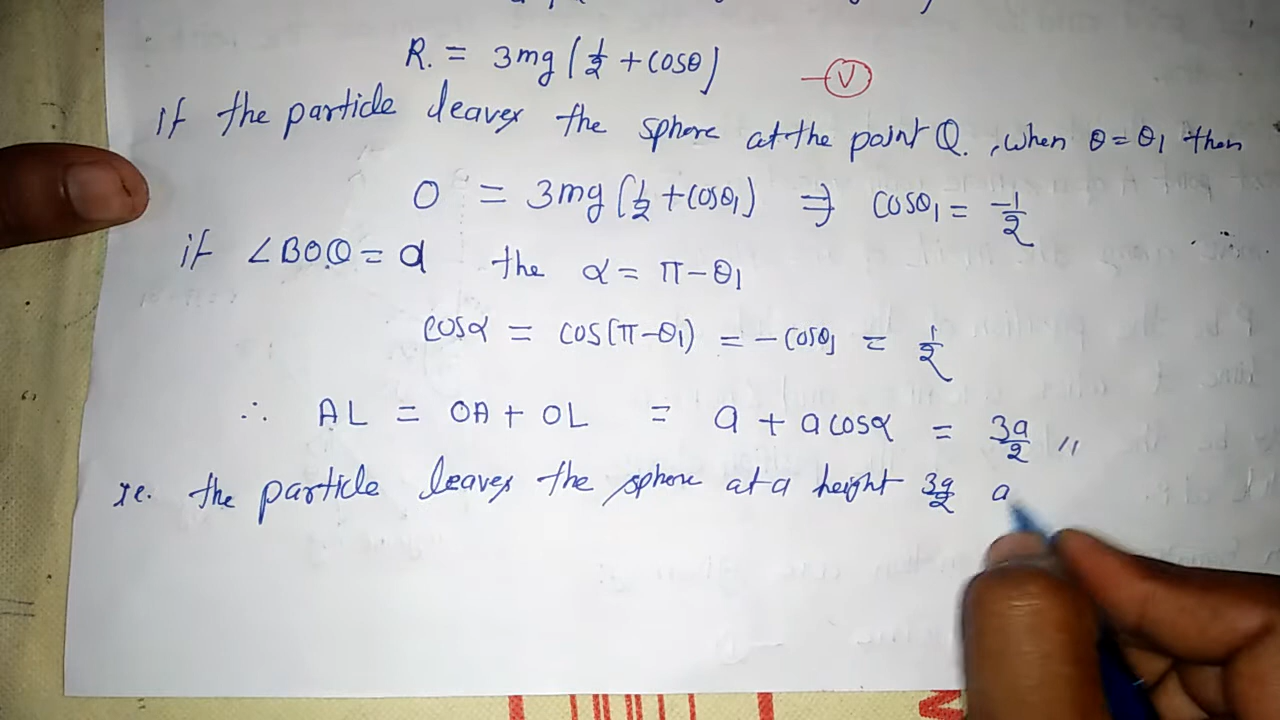 R. = 3mg (1/2 + cosθ) —(V)
if the particle leaves the sphere at the point Q. , when θ = θ1 then
0 = 3mg (1/2 + cosθ1) ⇒ cosθ1 = -1/2
if ∠BOQ = α the α = π - θ1
cosα = cos(π - θ1) = - cosθ1 = 1/2
∴ AL = OA + OL = a + a cosα = 3a/2 //
ie. the particle leaves the sphere at a height 3a/2 a